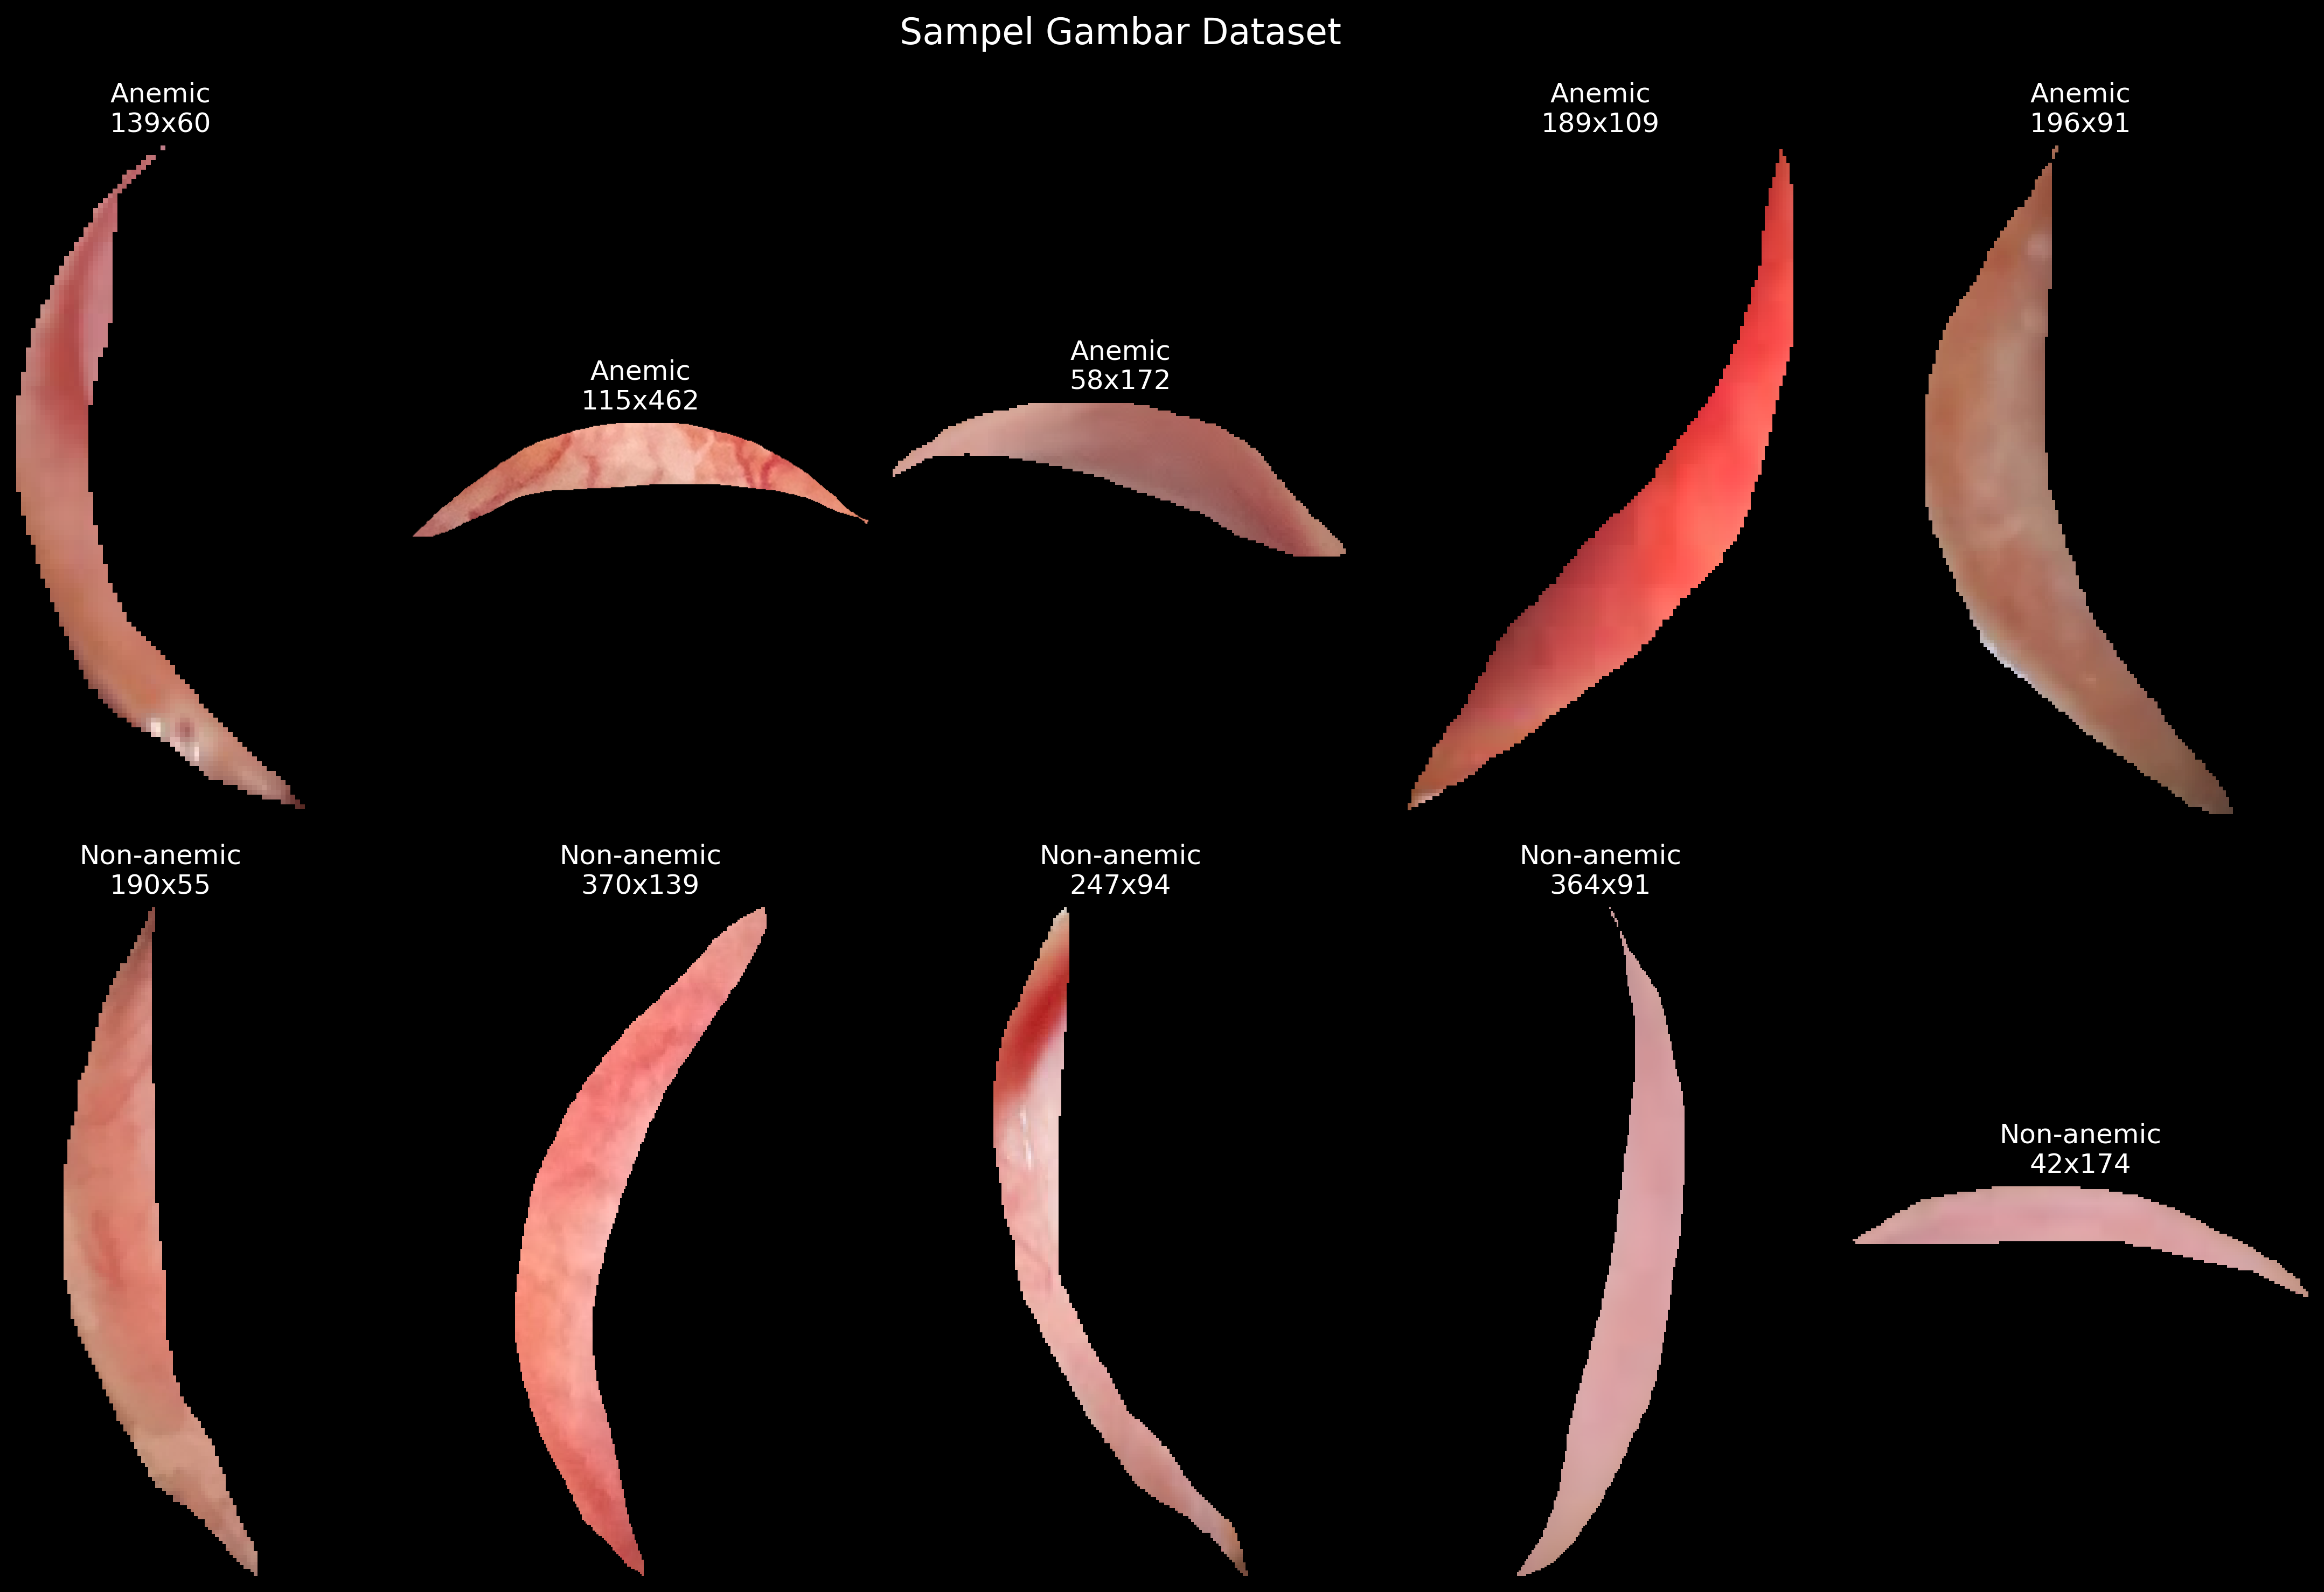 Sampel Gambar Dataset
Anemic
139x60
Anemic
115x462
Anemic
58x172
Anemic
189x109
Anemic
196x91
Non-anemic
190x55
Non-anemic
370x139
Non-anemic
247x94
Non-anemic
364x91
Non-anemic
42x174